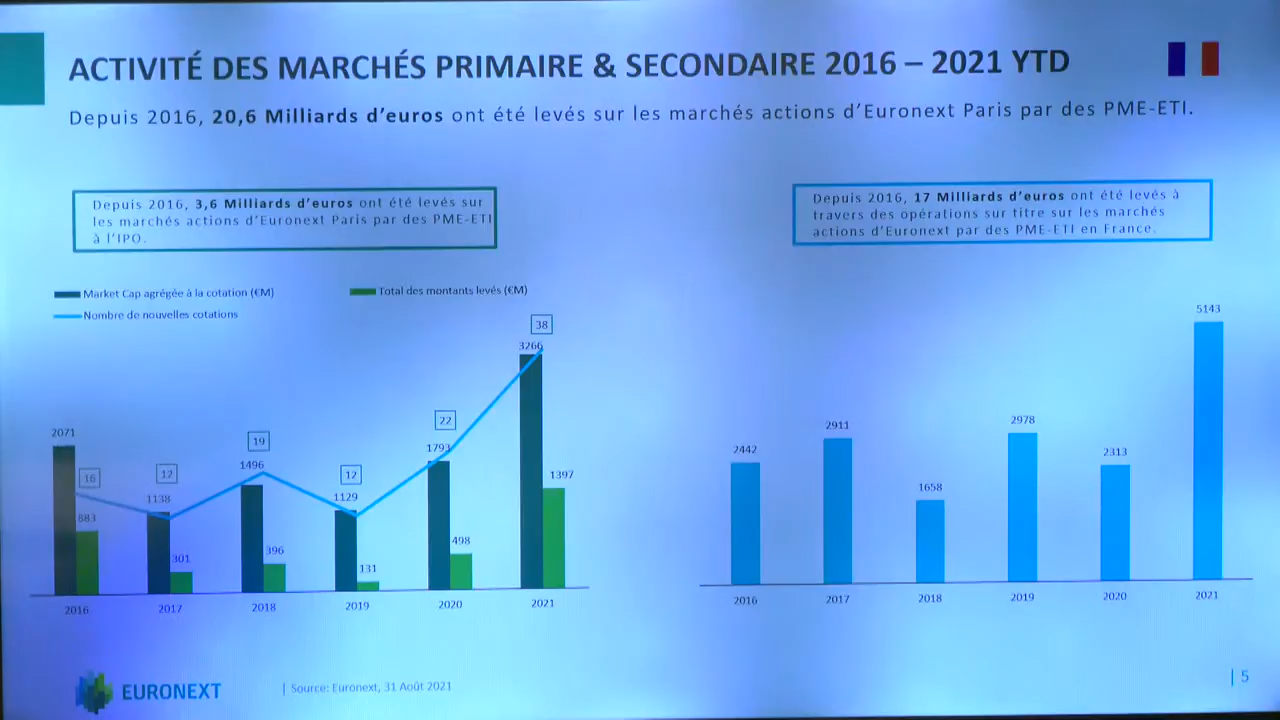 ACTIVITÉ DES MARCHÉS PRIMAIRE & SECONDAIRE 2016 – 2021 YTD
Depuis 2016, 20,6 Milliards d’euros ont été levés sur les marchés actions d’Euronext Paris par des PME-ETI.
Depuis 2016, 3,6 Milliards d’euros ont été levés sur
les marchés actions d’Euronext Paris par des PME-ETI
à l’IPO.
Depuis 2016, 17 Milliards d’euros ont été levés à
travers des opérations sur titre sur les marchés
actions d’Euronext par des PME-ETI en France.
Market Cap agrégée à la cotation (€M)
Total des montants levés (€M)
Nombre de nouvelles cotations
2071
16
883
1138
12
301
1496
19
396
1129
12
131
1793
22
498
3266
38
1397
2016
2017
2018
2019
2020
2021
2442
2911
1658
2978
2313
5143
2016
2017
2018
2019
2020
2021
EURONEXT
| Source: Euronext, 31 Août 2021
| 5